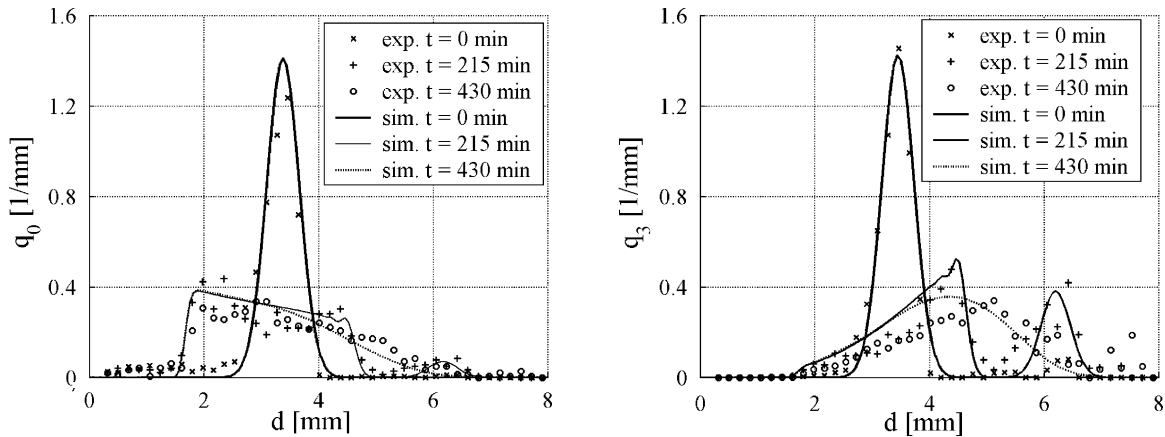 1.6
1.2
0.8
0.4
0
q0 [1/mm]
exp. t = 0 min
exp. t = 215 min
exp. t = 430 min
sim. t = 0 min
sim. t = 215 min
sim. t = 430 min
0 2 4 6 8
d [mm]
1.6
1.2
0.8
0.4
0
q3 [1/mm]
exp. t = 0 min
exp. t = 215 min
exp. t = 430 min
sim. t = 0 min
sim. t = 215 min
sim. t = 430 min
0 2 4 6 8
d [mm]